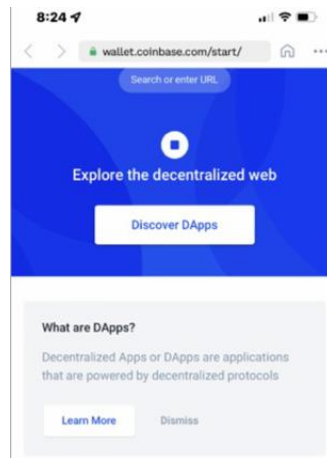 8:24
wallet.coinbase.com/start/
Search or enter URL
Explore the decentralized web
Discover DApps
What are DApps?
Decentralized Apps or DApps are applications
that are powered by decentralized protocols
Learn More Dismiss